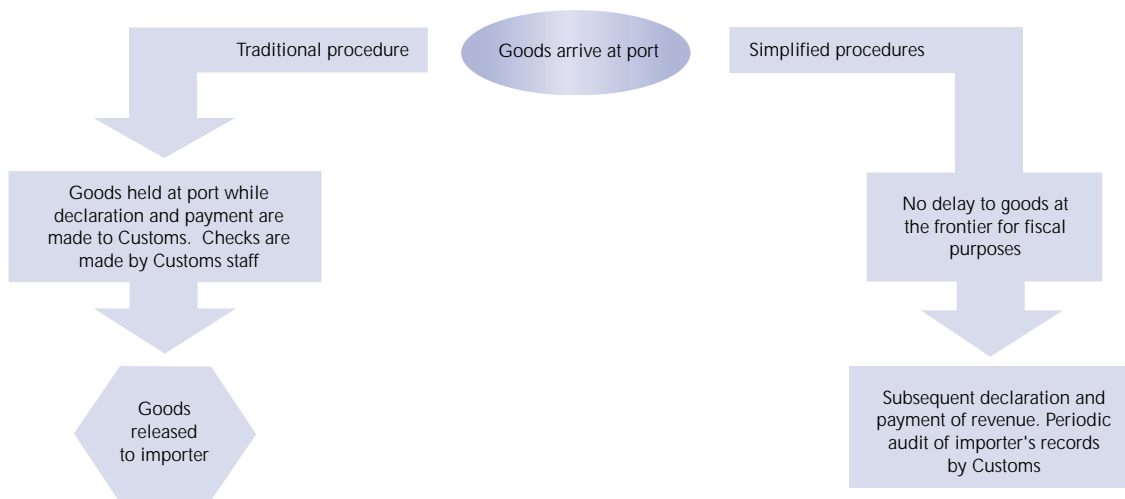 Traditional procedure
Goods arrive at port
Simplified procedures
Goods held at port while
declaration and payment are
made to Customs.  Checks are
made by Customs staff
No delay to goods at
the frontier for fiscal
purposes
Goods
released
to importer
Subsequent declaration and
payment of revenue. Periodic
audit of importer's records
by Customs